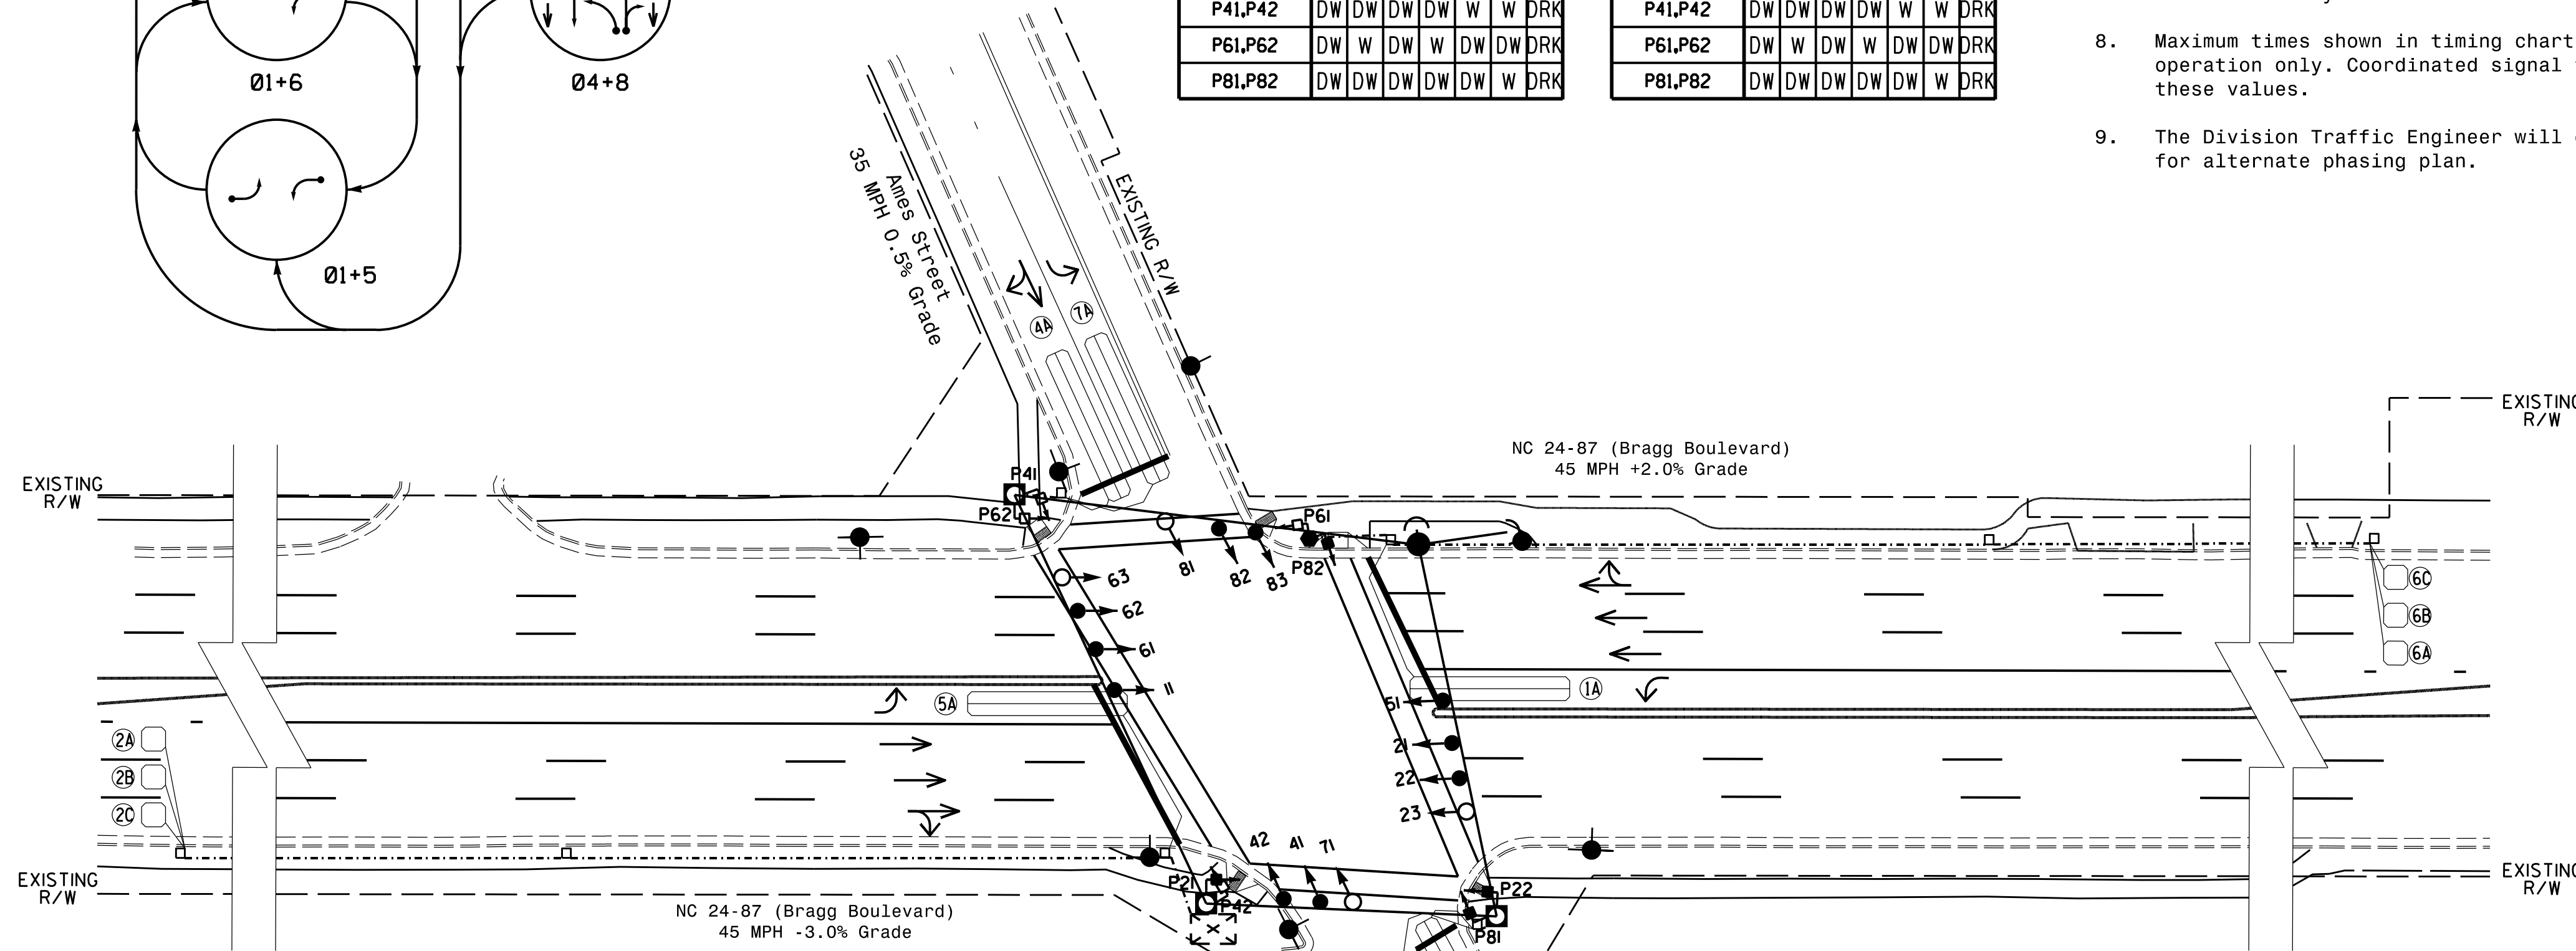 P41,P42 DW DW DW DW W W DRK
P61,P62 DW W DW W DW DW DRK
P81,P82 DW DW DW DW DW W DRK
P41,P42 DW DW DW DW W W DRK
P61,P62 DW W DW W DW DW DRK
P81,P82 DW DW DW DW DW W DRK
8. Maximum times shown in timing chart
operation only. Coordinated signal
these values.
9. The Division Traffic Engineer will
for alternate phasing plan.
Ø1+6
Ø4+8
Ø1+5
Ames Street
35 MPH 0.5% Grade
EXISTING R/W
4A
7A
NC 24-87 (Bragg Boulevard)
45 MPH +2.0% Grade
EXISTING
R/W
EXISTING
R/W
P41
P62
P61
P82
81
82
83
63
62
61
11
6C
6B
6A
5A
1A
51
21
22
23
2A
2B
2C
42
41
71
P21
P42
P22
P81
X
EXISTING
R/W
EXISTING
R/W
NC 24-87 (Bragg Boulevard)
45 MPH -3.0% Grade